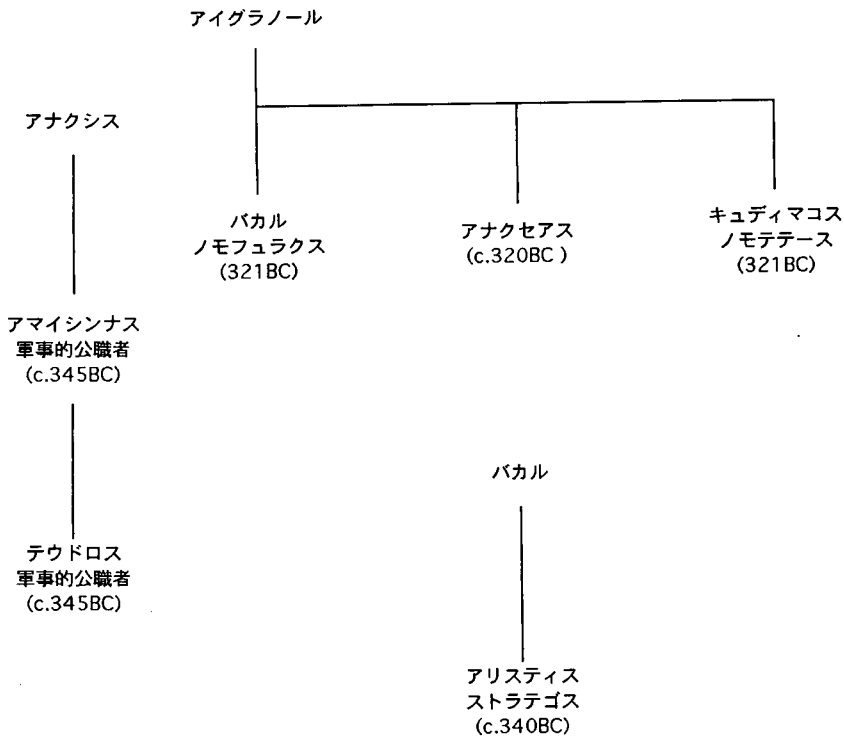 アイグラノール
アナクシス
バカル
ノモフュラクス
(321BC)
アナクセアス
(c.320BC )
キュディマコス
ノモテテース
(321BC)
アマイシンナス
軍事的公職者
(c.345BC)
バカル
テウドロス
軍事的公職者
(c.345BC)
アリスティス
ストラテゴス
(c.340BC)